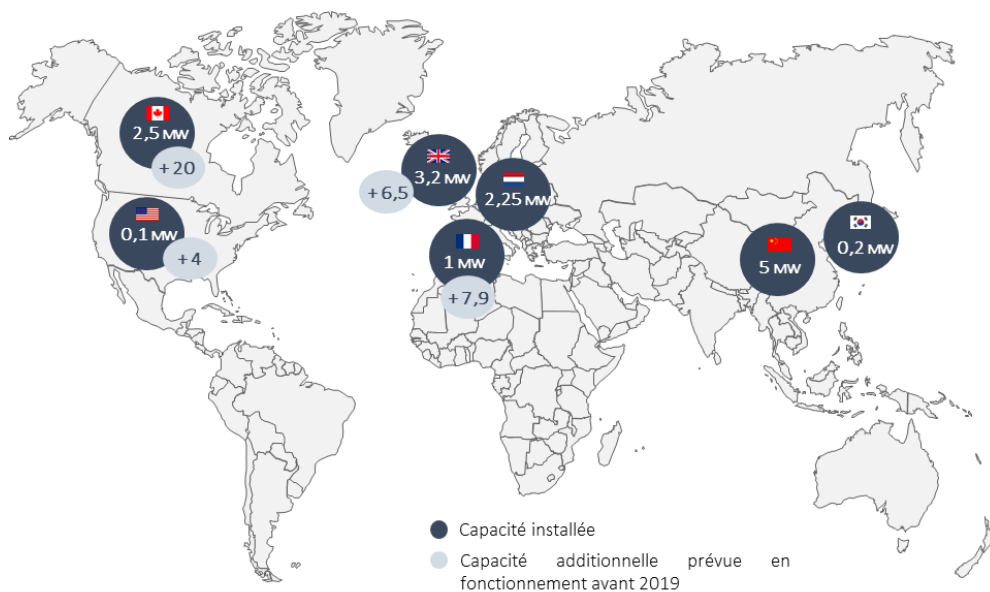 2,5 MW
+20
3,2 MW
+6,5
2,25 MW
0,1 MW
+4
1 MW
+7,9
5 MW
0,2 MW
Capacité installée
Capacité additionnelle prévue en
fonctionnement avant 2019